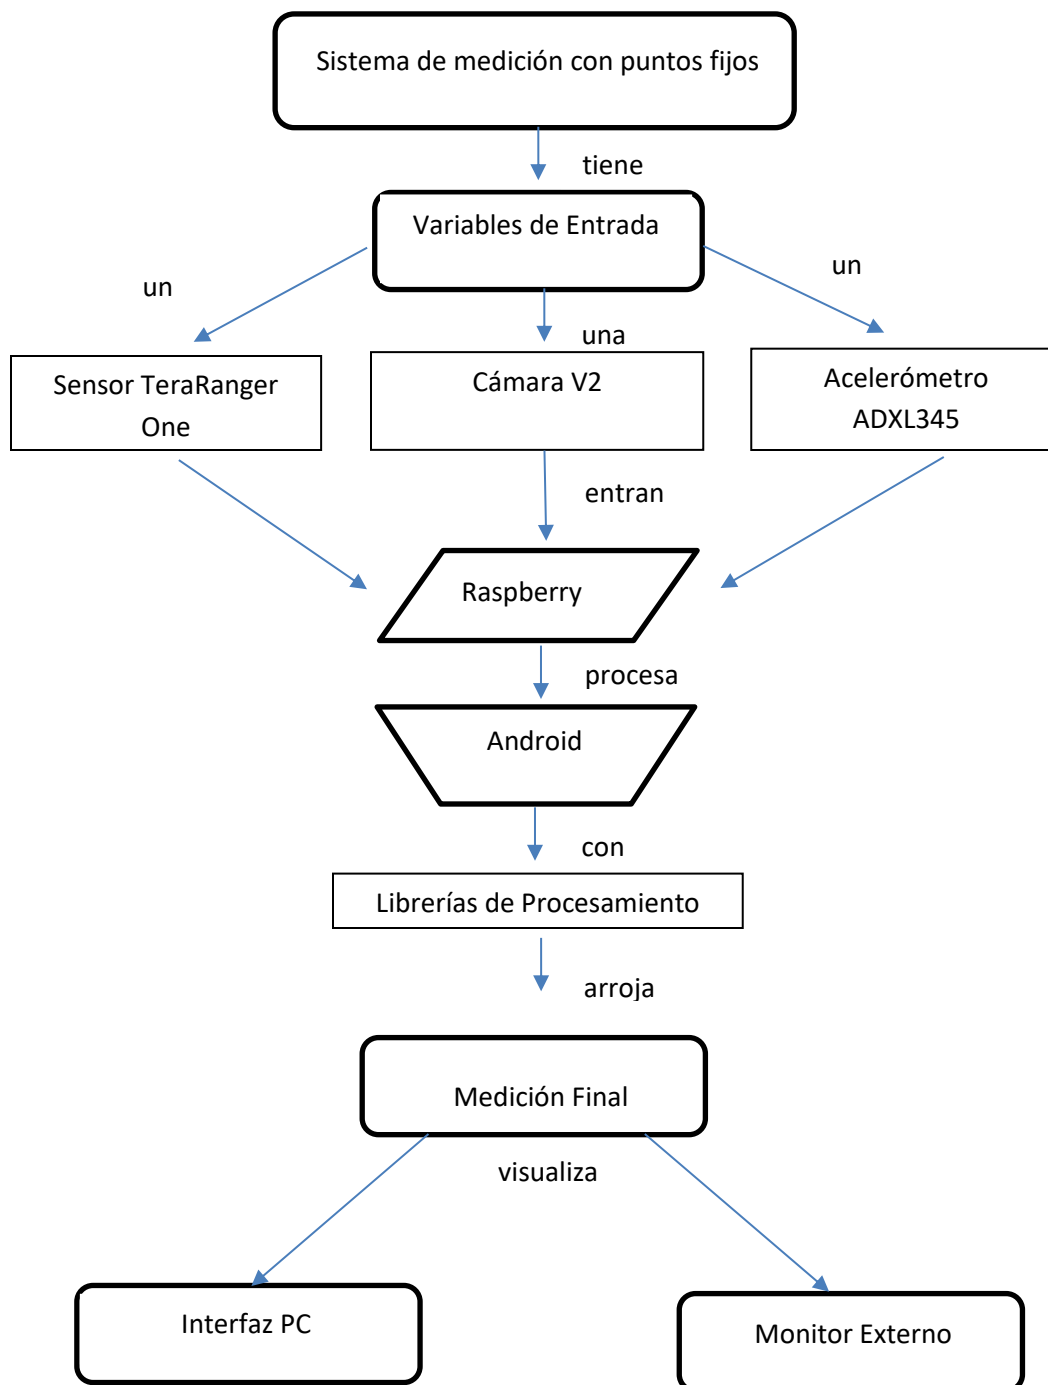 Sistema de medición con puntos fijos
tiene
Variables de Entrada
un
un
una
Sensor TeraRanger
One
Cámara V2
Acelerómetro
ADXL345
entran
Raspberry
procesa
Android
con
Librerías de Procesamiento
arroja
Medición Final
visualiza
Interfaz PC
Monitor Externo